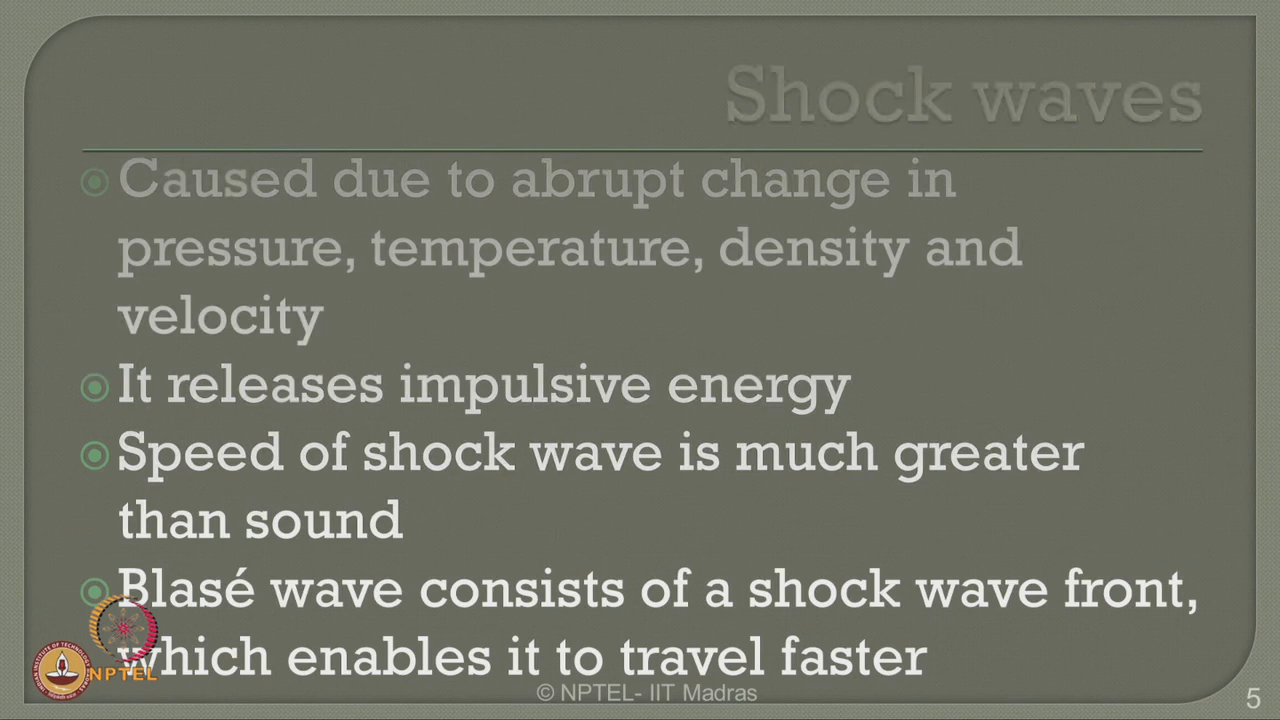 Shock waves
Caused due to abrupt change in
pressure, temperature, density and
velocity
It releases impulsive energy
Speed of shock wave is much greater
than sound
Blasé wave consists of a shock wave front,
which enables it to travel faster
NPTEL
© NPTEL- IIT Madras
5